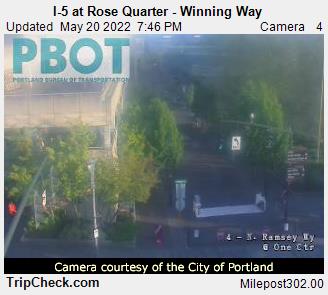 I-5 at Rose Quarter - Winning Way
Updated May 20 2022 7:46 PM Camera 4
PBOT
PORTLAND BUREAU OF TRANSPORTATION
4 - N. Ramsey Wy
@ One Ctr
Camera courtesy of the City of Portland
TripCheck.com Milepost302.00